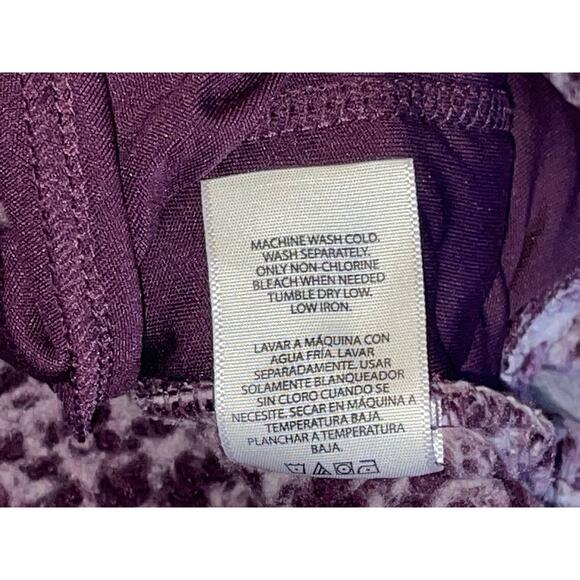 MACHINE WASH COLD.
WASH SEPARATELY.
ONLY NON-CHLORINE
BLEACH WHEN NEEDED
TUMBLE DRY LOW.
LOW IRON.
LAVAR A MÁQUINA CON
AGUA FRÍA. LAVAR
SEPARADAMENTE. USAR
SOLAMENTE BLANQUEADOR
SIN CLORO CUANDO SE
NECESITE. SECAR EN MÁQUINA A
TEMPERATURA BAJA.
PLANCHAR A TEMPERATURA
BAJA.